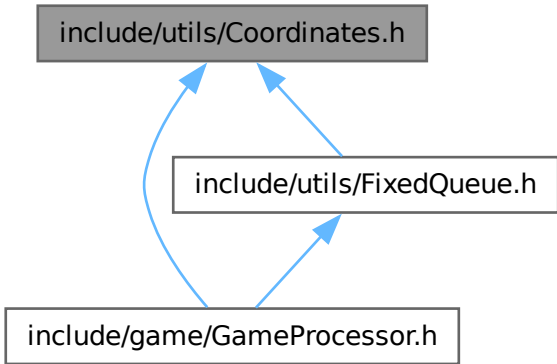 include/utils/Coordinates.h
include/utils/FixedQueue.h
include/game/GameProcessor.h